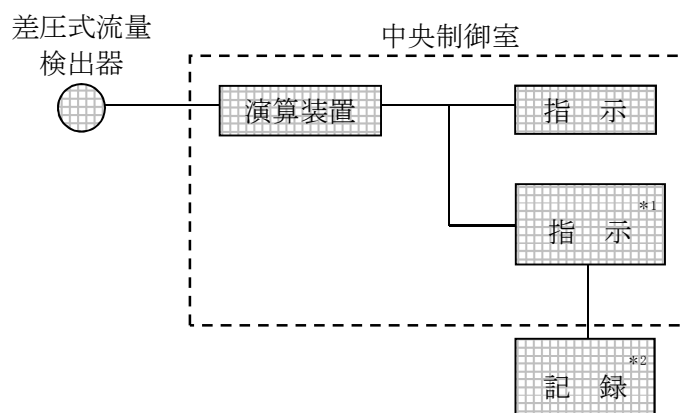 差圧式流量
検出器
中央制御室
演算装置
指 示
指 示 *1
記 録 *2